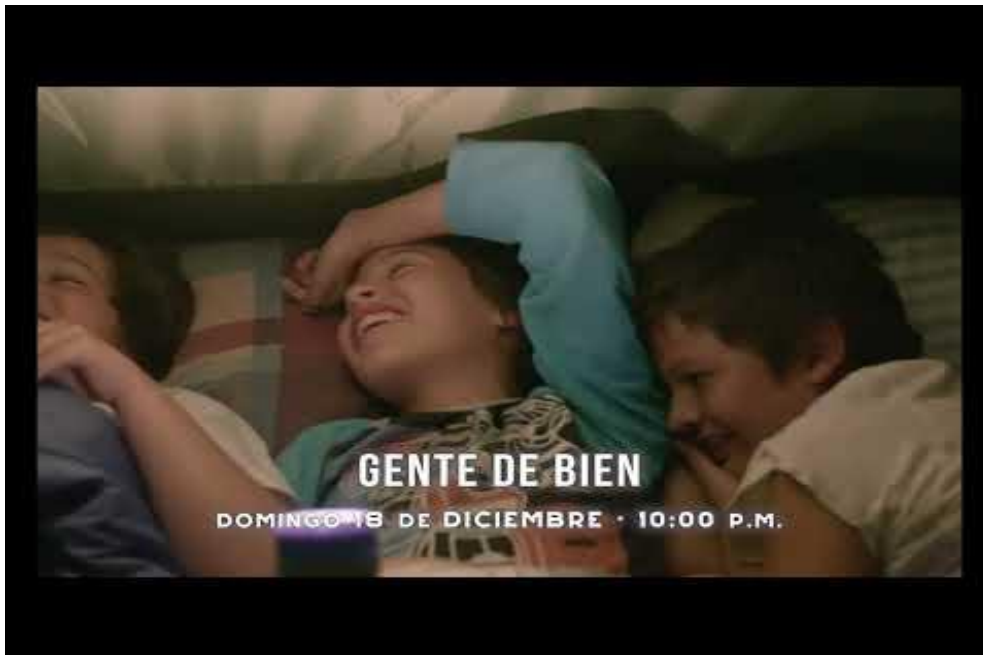 GENTE DE BIEN
DOMINGO 18 DE DICIEMBRE · 10:00 P.M.